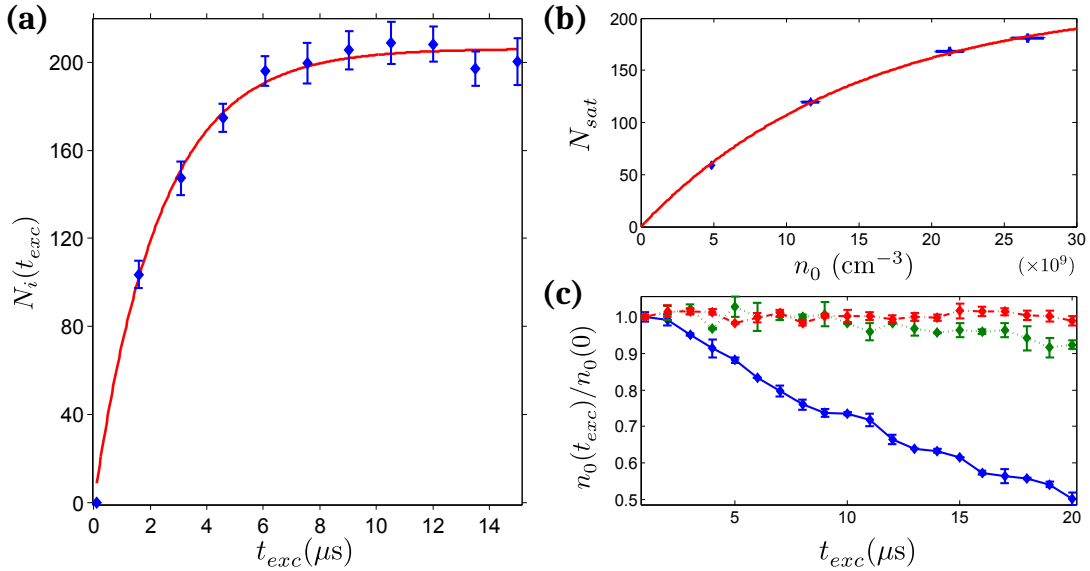 (a)
200
160
120
80
40
0
N_i(t_exc)
0 2 4 6 8 10 12 14
t_exc(μs)
(b)
200
150
100
50
0
N_sat
0 5 10 15 20 25 30
n_0 (cm^−3) (×10^9)
(c)
1.0
0.9
0.8
0.7
0.6
0.5
n_0(t_exc)/n_0(0)
5 10 15 20
t_exc(μs)